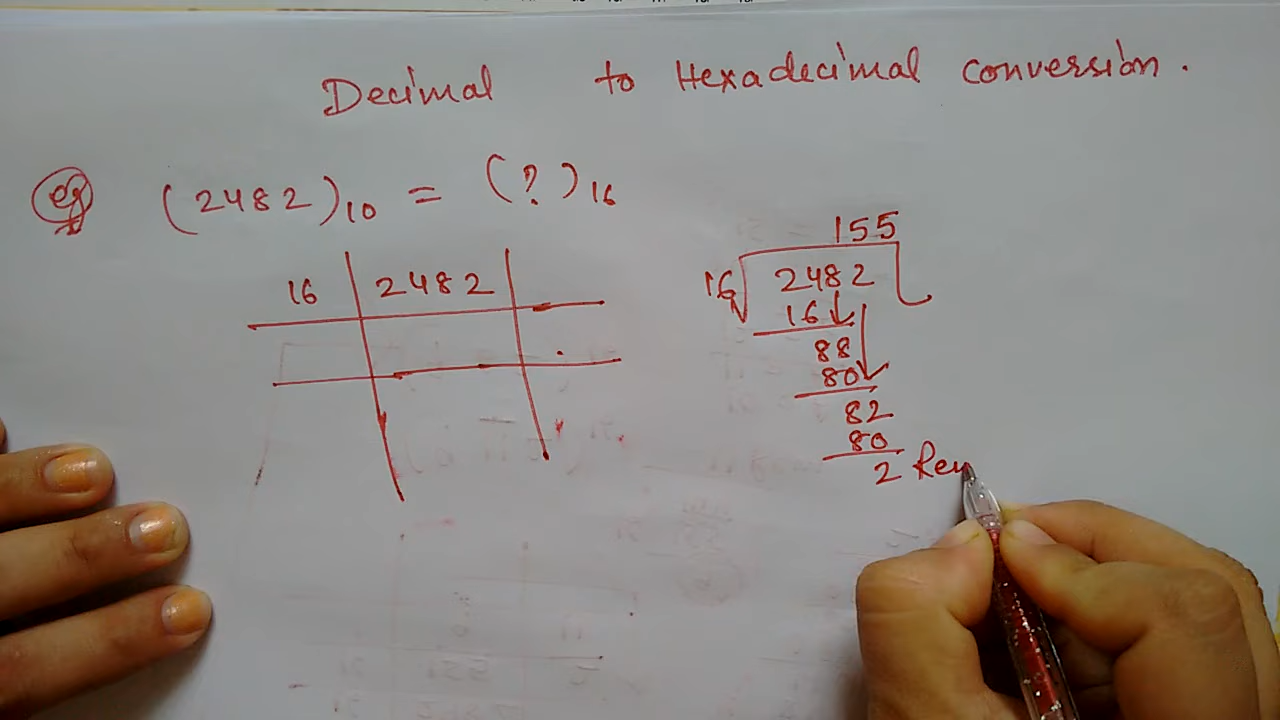 Decimal to Hexadecimal conversion.
eg (2482)10 = (?)16
16 2482
155
16 2482
16
88
80
82
80
2 Rem